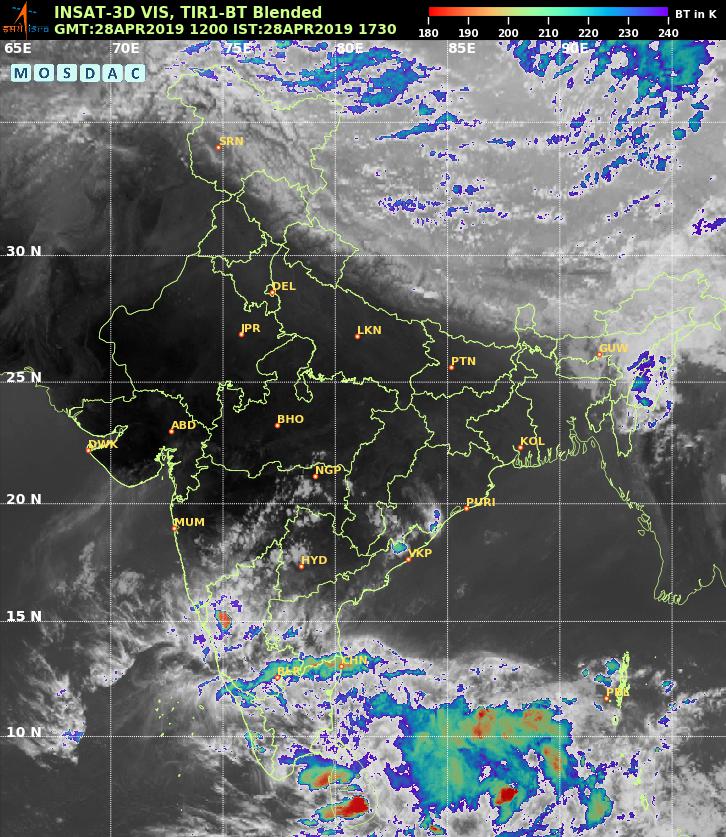 INSAT-3D VIS, TIR1-BT Blended
GMT:28APR2019 1200 IST:28APR2019 1730
BT in K
180 190 200 210 220 230 240
65E 70E 75E 80E 85E 90E
MOSDAC
SRN
30 N
DEL
JPR LKN
GUW
PTN
25 N
ABD BHO
DWK KOL
NGP
20 N PURI
MUM
VKP
HYD
15 N
CHN
BLR
PBL
10 N